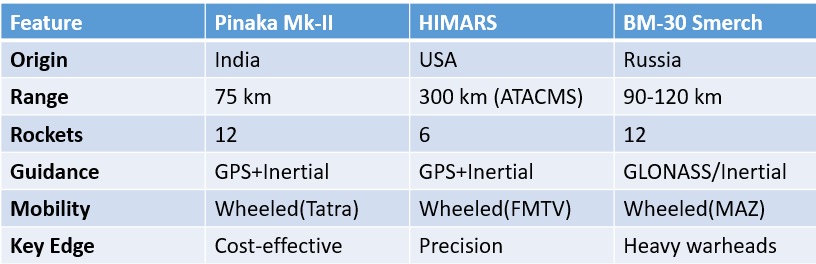 Feature Pinaka Mk-II HIMARS BM-30 Smerch
Origin India USA Russia
Range 75 km 300 km (ATACMS) 90-120 km
Rockets 12 6 12
Guidance GPS+Inertial GPS+Inertial GLONASS/Inertial
Mobility Wheeled(Tatra) Wheeled(FMTV) Wheeled(MAZ)
Key Edge Cost-effective Precision Heavy warheads